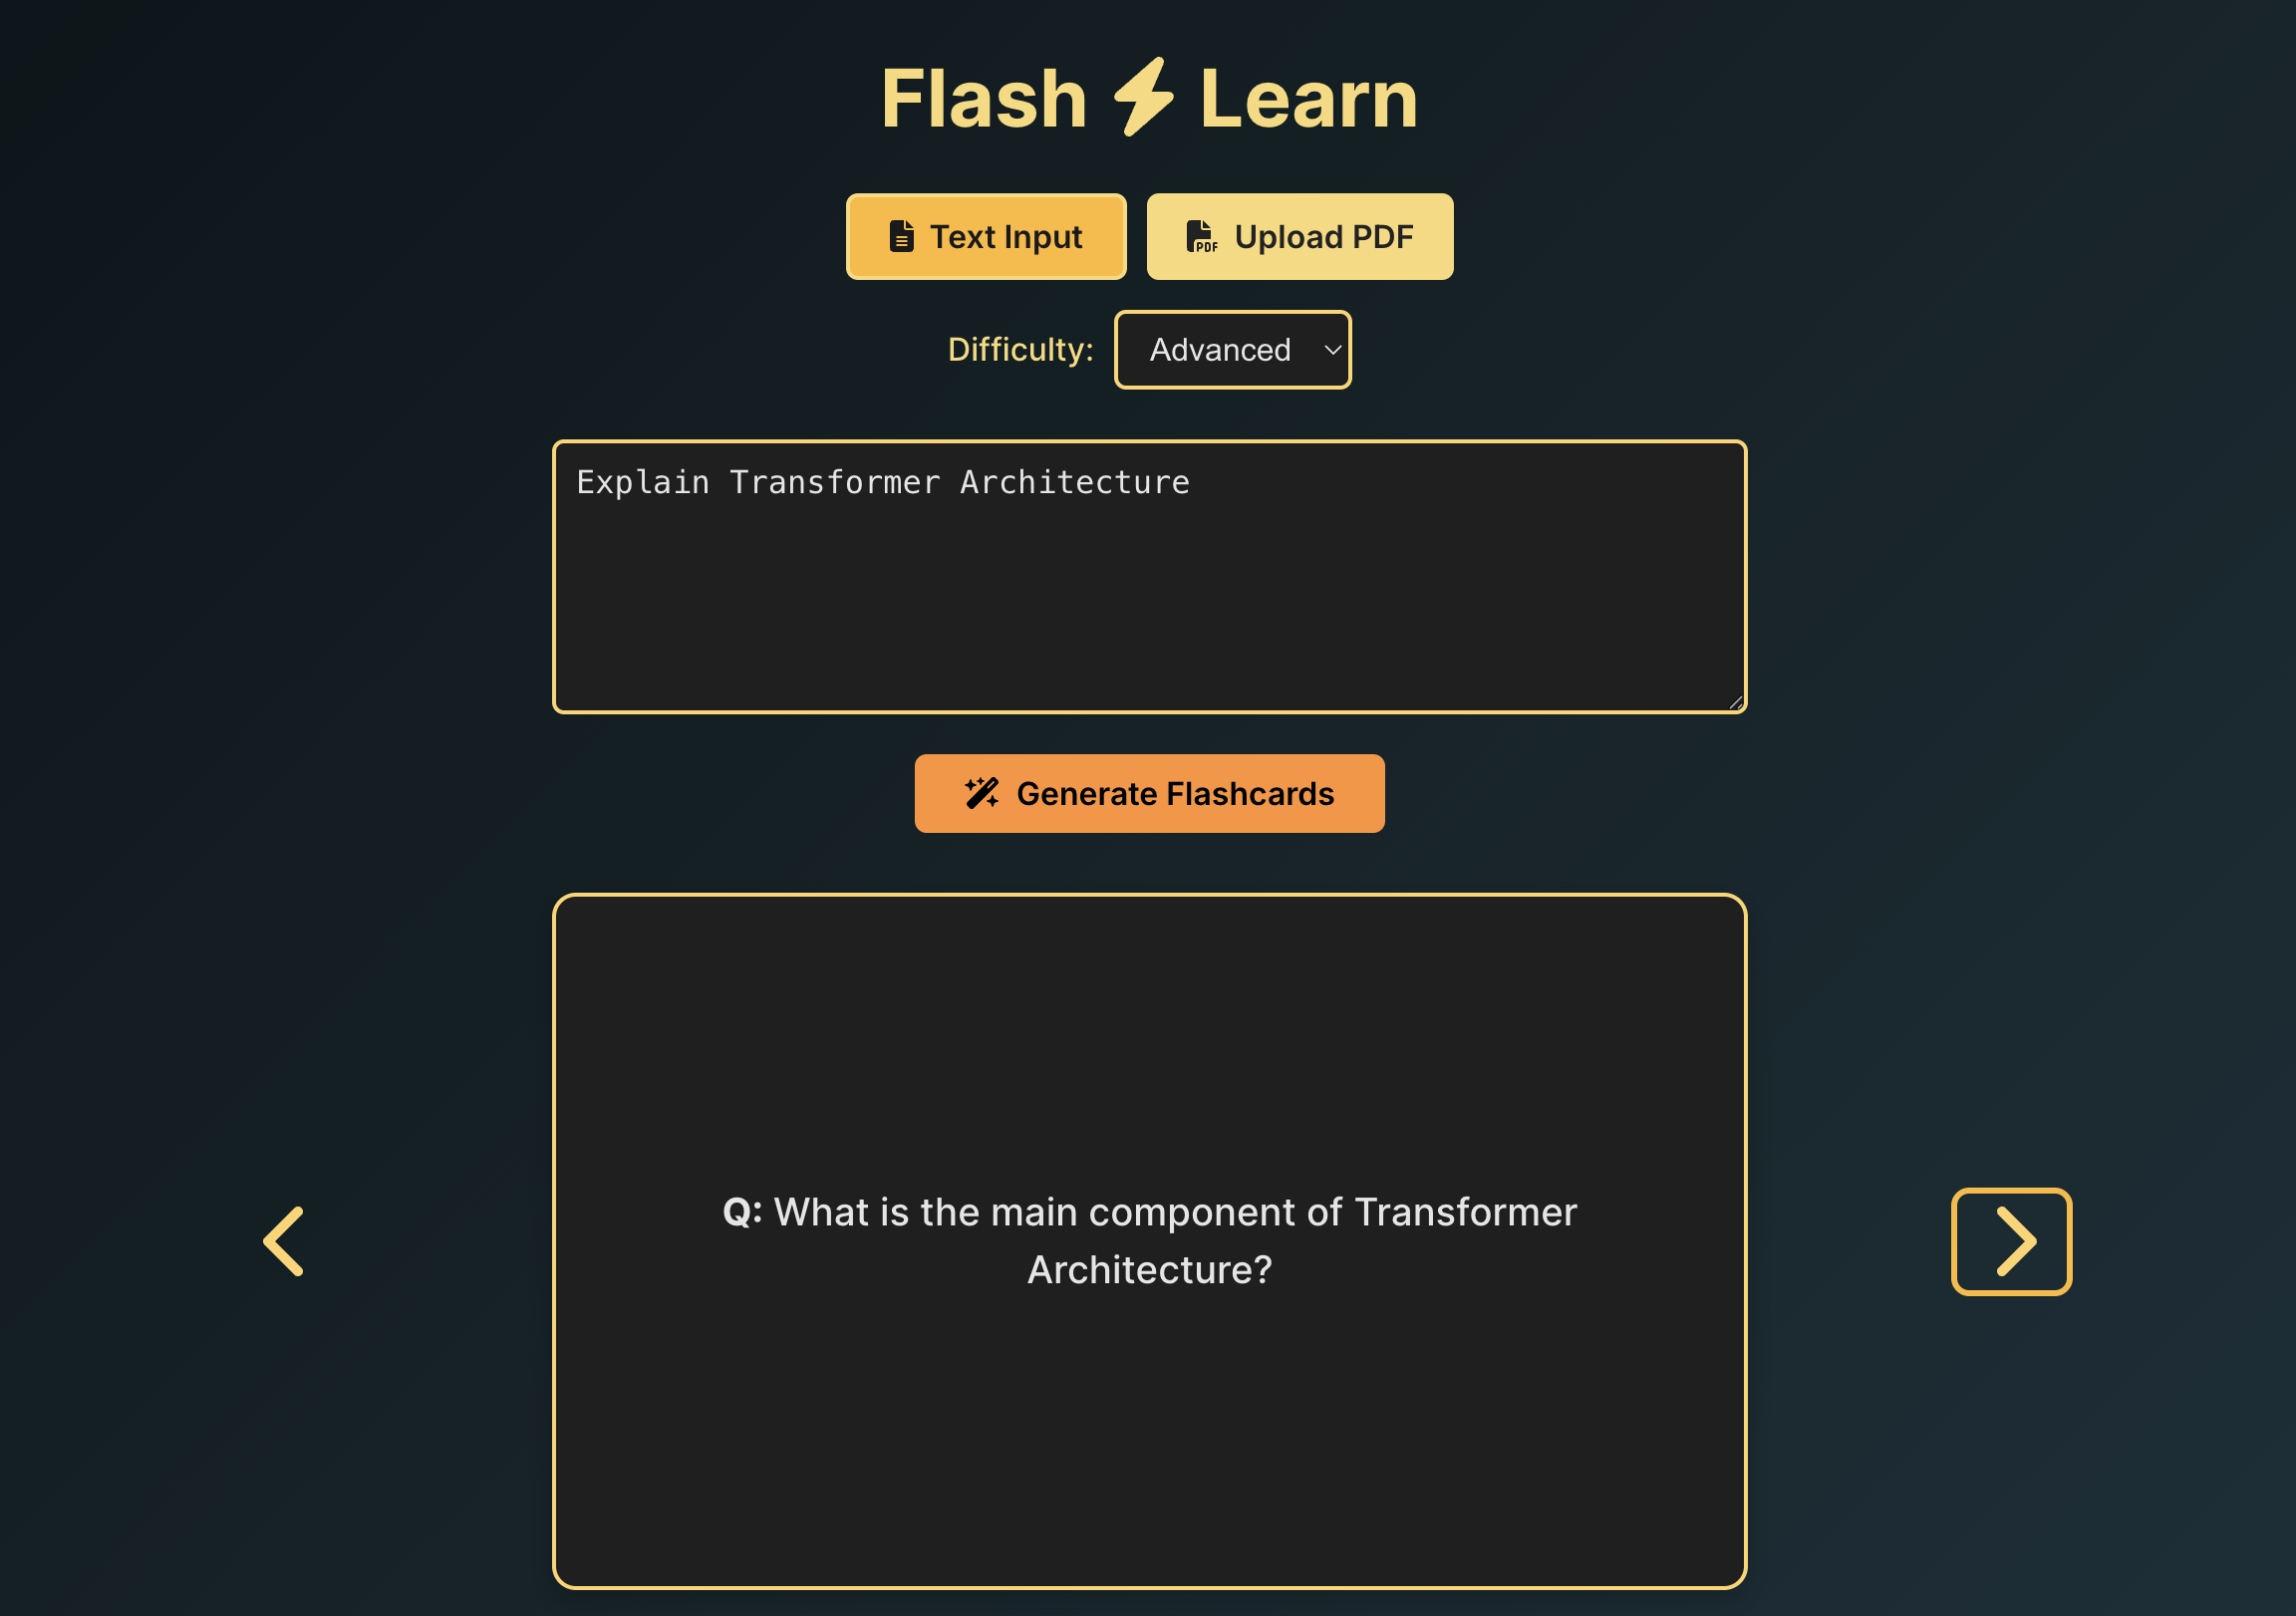 Flash Learn
Text Input
PDF Upload PDF
Difficulty: Advanced
Explain Transformer Architecture
Generate Flashcards
Q: What is the main component of Transformer
Architecture?